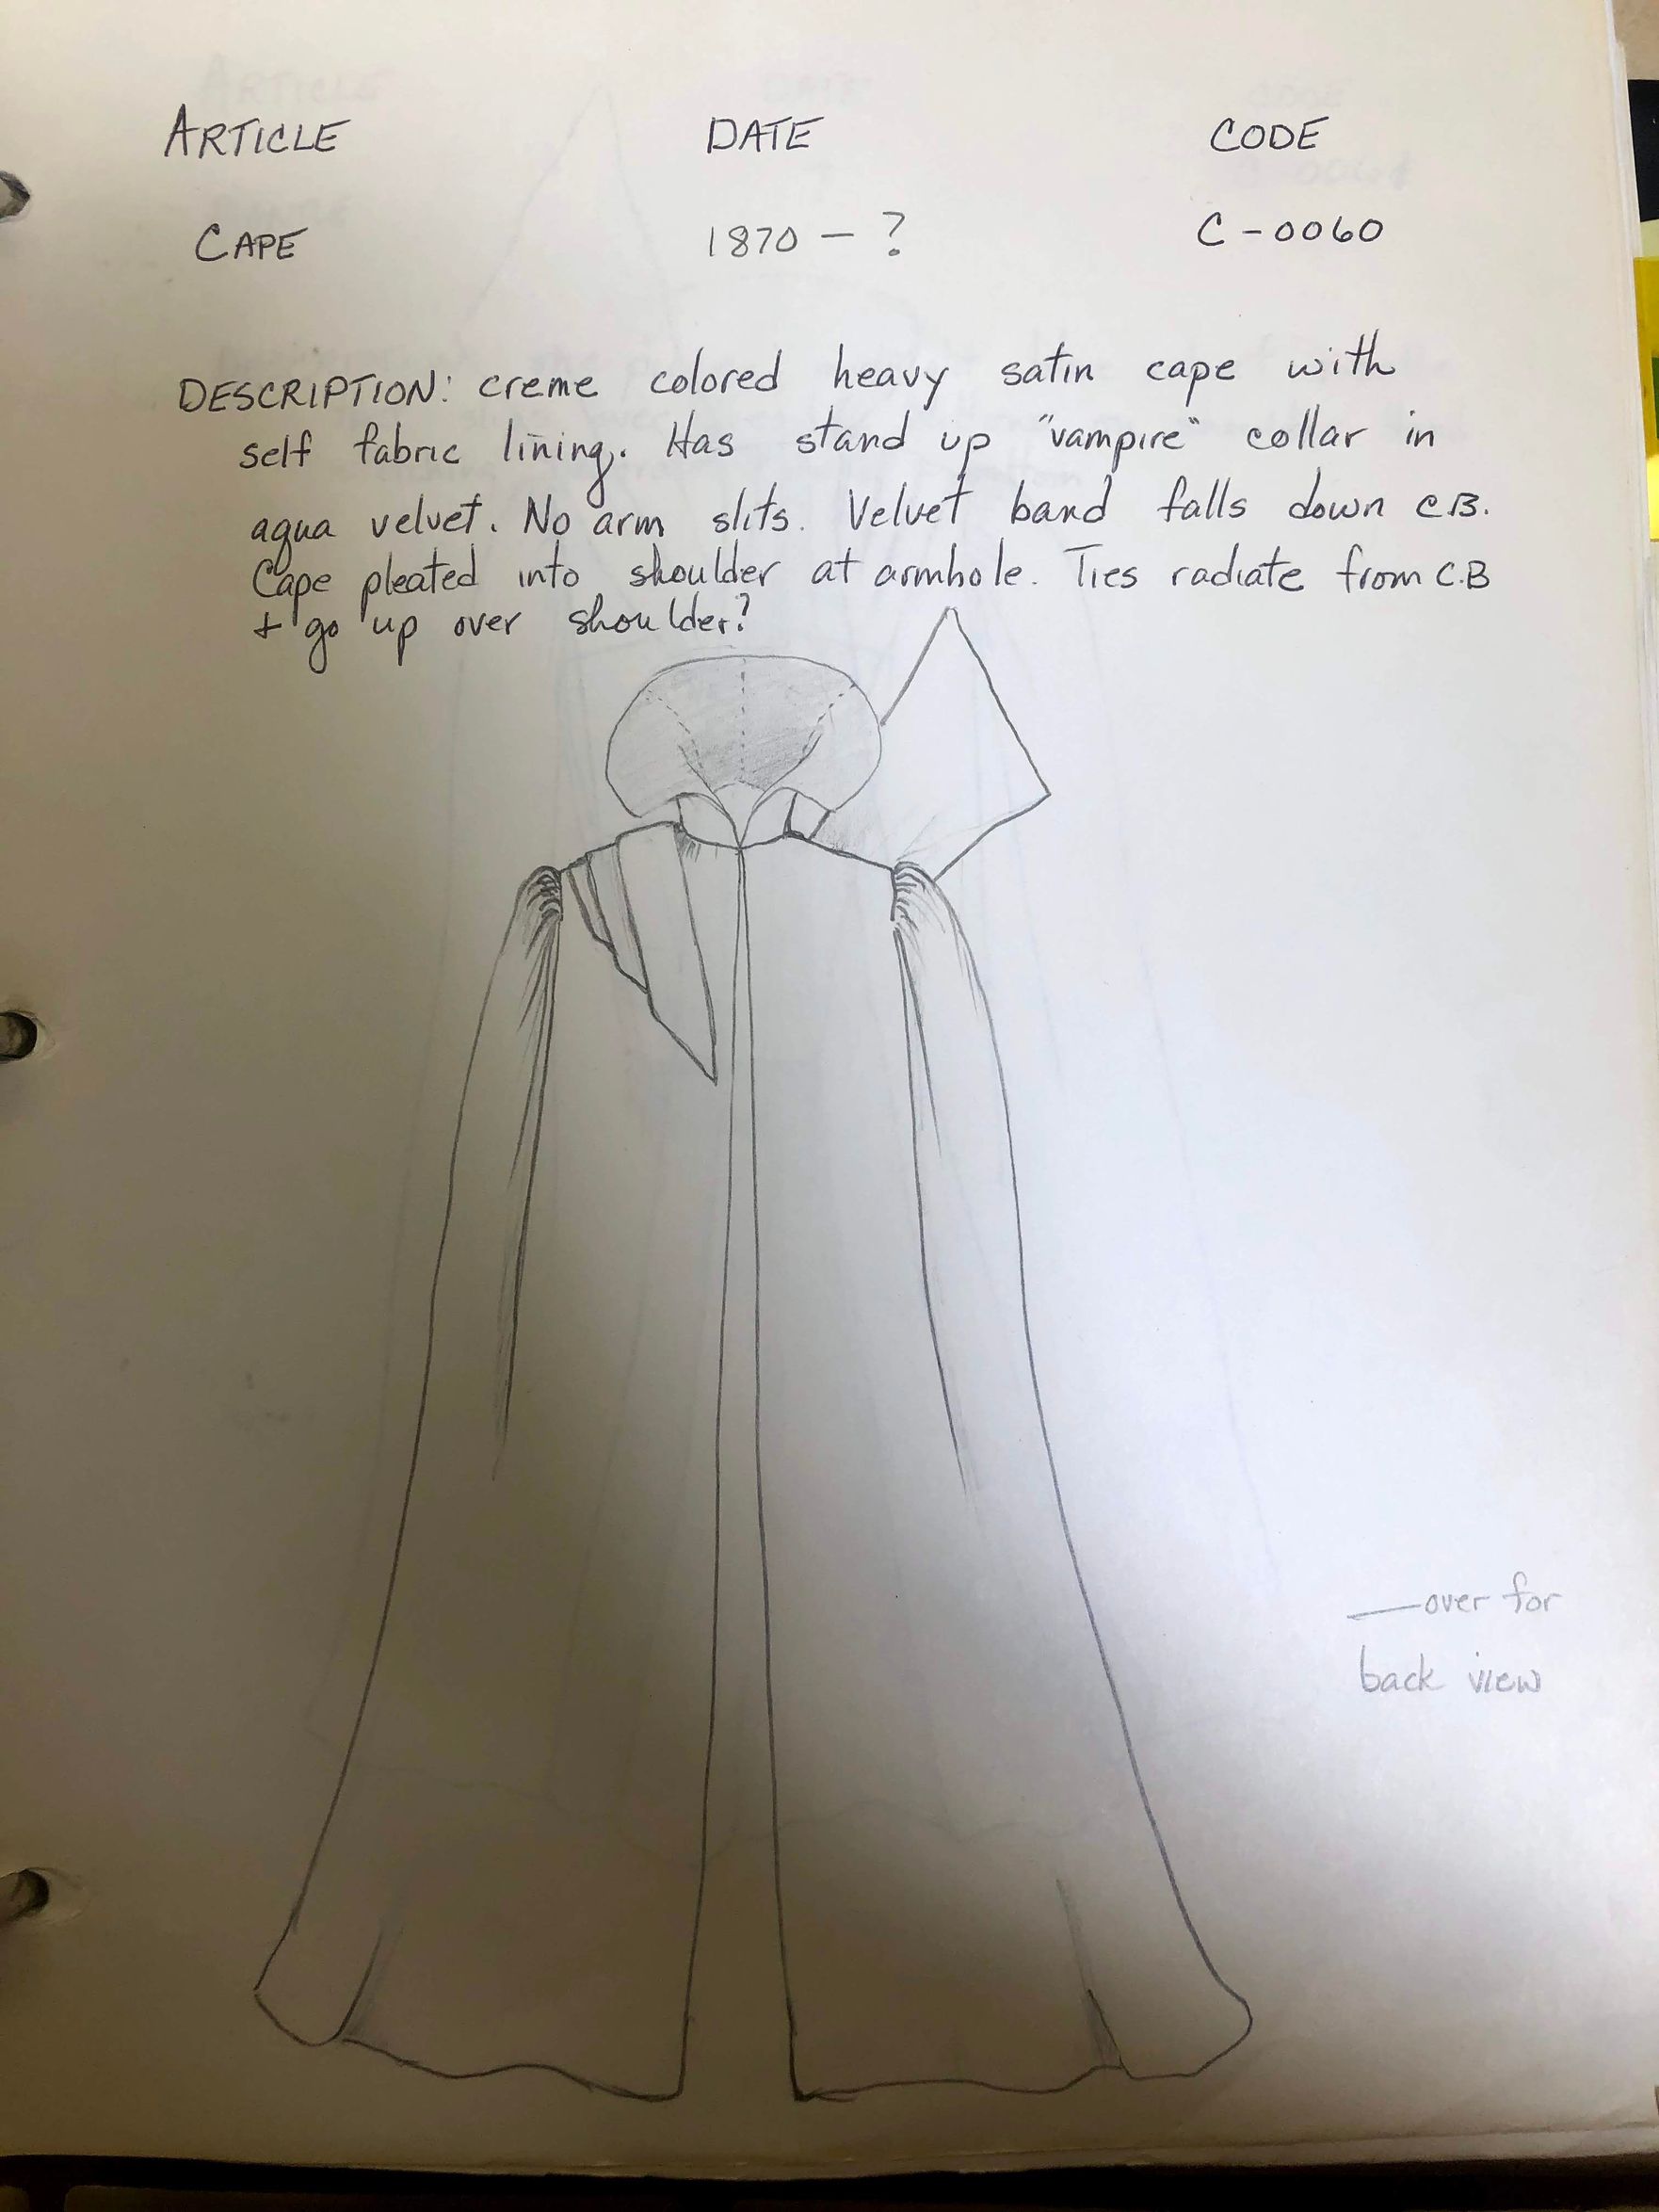 ARTICLE DATE CODE
CAPE 1870 — ? C-0060
DESCRIPTION: creme colored heavy satin cape with
self fabric lining. Has stand up "vampire" collar in
aqua velvet. No arm slits. Velvet band falls down C.B.
Cape pleated into shoulder at armhole. Ties radiate from C.B
+ go up over shoulder?
—over for
back view